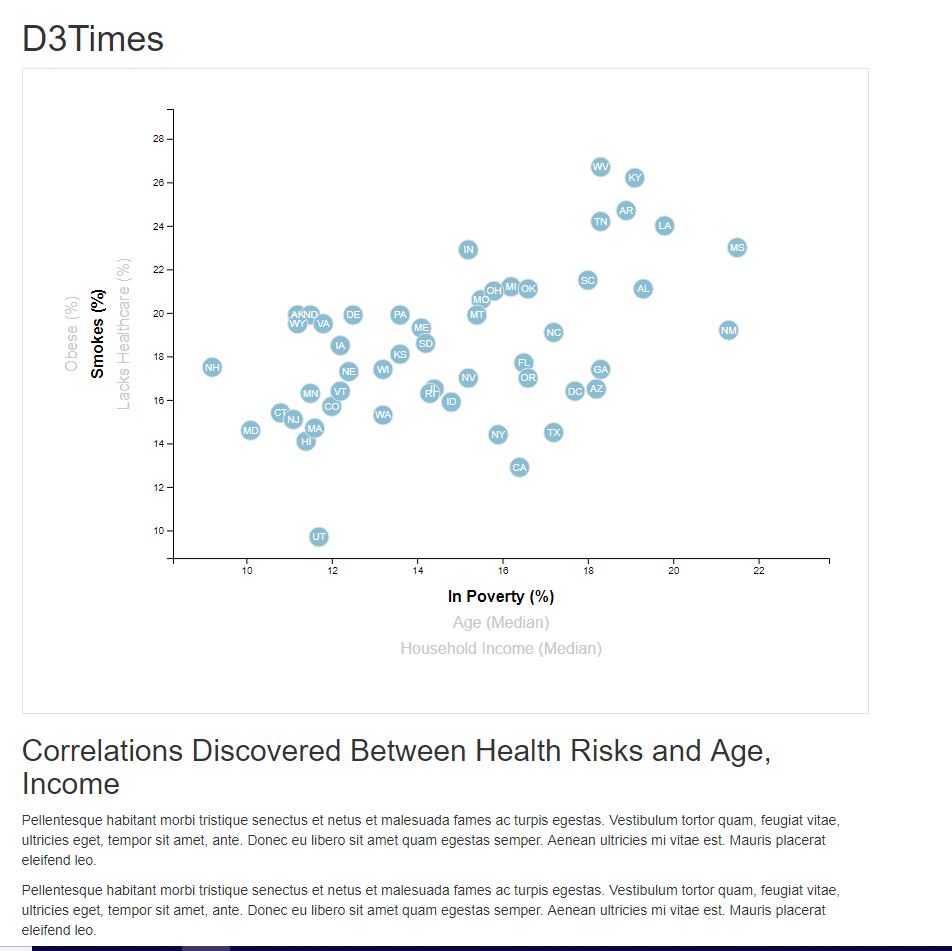 D3Times
28
26
24
22
20
18
16
14
12
10
Obese (%)
Smokes (%)
Lacks Healthcare (%)
WV
KY
AR
TN
LA
MS
IN
SC
AL
MI
OK
OH
MO
MT
NM
NC
AK
ND
WY
VA
DE
PA
ME
SD
IA
KS
NH
NE
WI
FL
OR
NV
GA
AZ
DC
MN
VT
IL
RI
ID
CO
CT
NJ
WA
MA
MD
HI
NY
TX
CA
UT
10 12 14 16 18 20 22
In Poverty (%)
Age (Median)
Household Income (Median)
Correlations Discovered Between Health Risks and Age,
Income
Pellentesque habitant morbi tristique senectus et netus et malesuada fames ac turpis egestas. Vestibulum tortor quam, feugiat vitae,
ultricies eget, tempor sit amet, ante. Donec eu libero sit amet quam egestas semper. Aenean ultricies mi vitae est. Mauris placerat
eleifend leo.
Pellentesque habitant morbi tristique senectus et netus et malesuada fames ac turpis egestas. Vestibulum tortor quam, feugiat vitae,
ultricies eget, tempor sit amet, ante. Donec eu libero sit amet quam egestas semper. Aenean ultricies mi vitae est. Mauris placerat
eleifend leo.